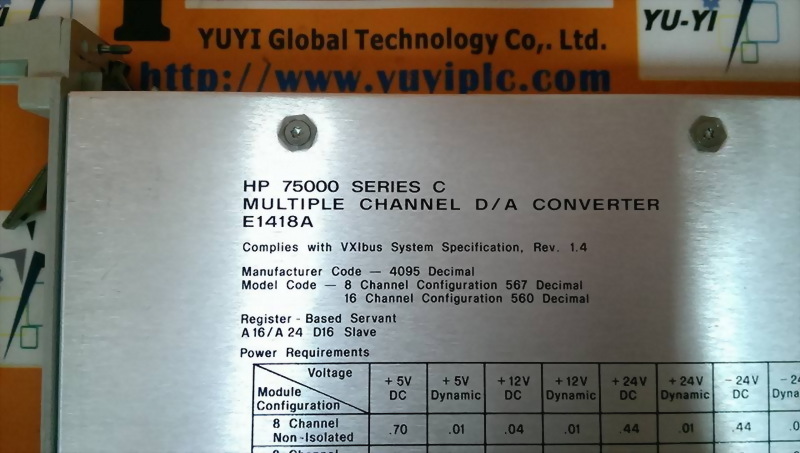 YUYI Global Technology Co,. Ltd.
YU-YI
http://www.yuyiplc.com
HP 75000 SERIES C
MULTIPLE CHANNEL D/A CONVERTER
E1418A
Complies with VXIbus System Specification, Rev. 1.4
Manufacturer Code — 4095 Decimal
Model Code — 8 Channel Configuration 567 Decimal
16 Channel Configuration 560 Decimal
Register - Based Servant
A16/A24 D16 Slave
Power Requirements
Voltage
Module Configuration
+5V DC
+5V Dynamic
+12V DC
+12V Dynamic
+24V DC
+24V Dynamic
-24V DC
8 Channel Non-Isolated
.70
.01
.04
.01
.44
.01
.44